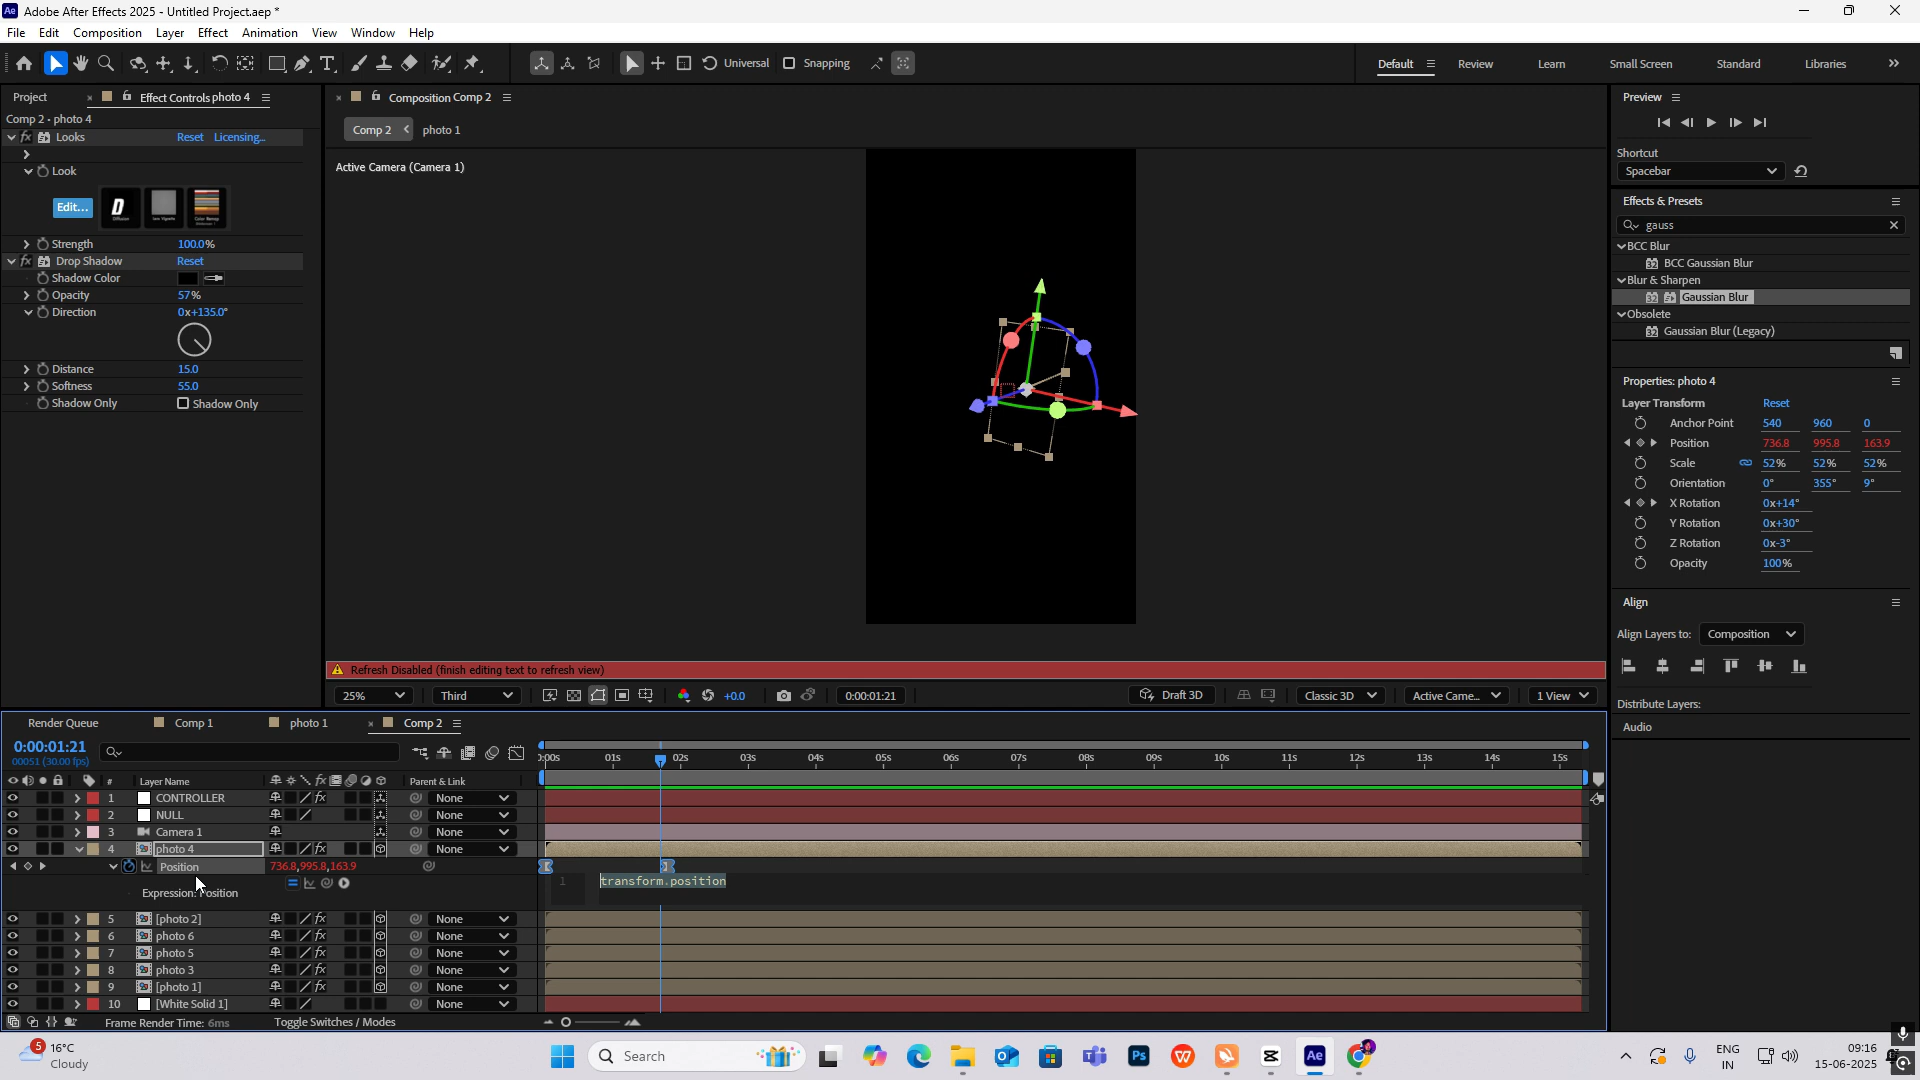 Ae Adobe After Effects 2025 - Untitled Project.aep *
File Edit Composition Layer Effect Animation View Window Help
Universal Snapping Default Review Learn Small Screen Standard Libraries
Project Effect Controls photo 4
Comp 2 • photo 4
fx Looks Reset Licensing...
Look
Edit... D
Strength 100.0%
fx Drop Shadow Reset
Shadow Color
Opacity 57%
Direction 0x+135.0°
Distance 15.0
Softness 55.0
Shadow Only Shadow Only
Composition Comp 2
Comp 2 photo 1
Active Camera (Camera 1)
Refresh Disabled (finish editing text to refresh view)
25% Third +0.0 0:00:01:21 Draft 3D Classic 3D Active Came... 1 View
Preview
Shortcut
Spacebar
Effects & Presets
gauss
BCC Blur
BCC Gaussian Blur
Blur & Sharpen
Gaussian Blur
Obsolete
Gaussian Blur (Legacy)
Properties: photo 4
Layer Transform Reset
Anchor Point 540 960 0
Position 736.8 995.8 163.9
Scale 52% 52% 52%
Orientation 0° 355° 9°
X Rotation 0x+14°
Y Rotation 0x+30°
Z Rotation 0x-3°
Opacity 100%
Align
Align Layers to: Composition
Distribute Layers:
Audio
Render Queue Comp 1 photo 1 Comp 2
0:00:01:21
00051 (30.00 fps)
:00s 01s 02s 03s 04s 05s 06s 07s 08s 09s 10s 11s 12s 13s 14s 15s
# Layer Name Parent & Link
1 CONTROLLER None
2 NULL None
3 Camera 1 None
4 photo 4 None
Position 736.8,995.8,163.9
1 transform.position
Expression: Position
5 [photo 2] None
6 photo 6 None
7 photo 5 None
8 photo 3 None
9 [photo 1] None
10 [White Solid 1] None
Frame Render Time: 6ms Toggle Switches / Modes
5 16°C
Cloudy
Search
Ps
Ae
ENG
IN
09:16
15-06-2025